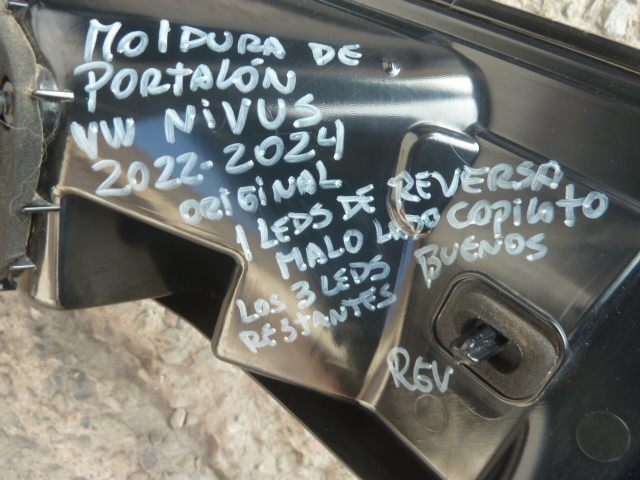 MOlDURA DE
PORTALÓN
VW NiVUS
2022-2024
ORIGINAL
1 LEDS DE REVERSA
MALO LADO COPILOTO
LOS 3 LEDS BUENOS
RESTANTES
REV